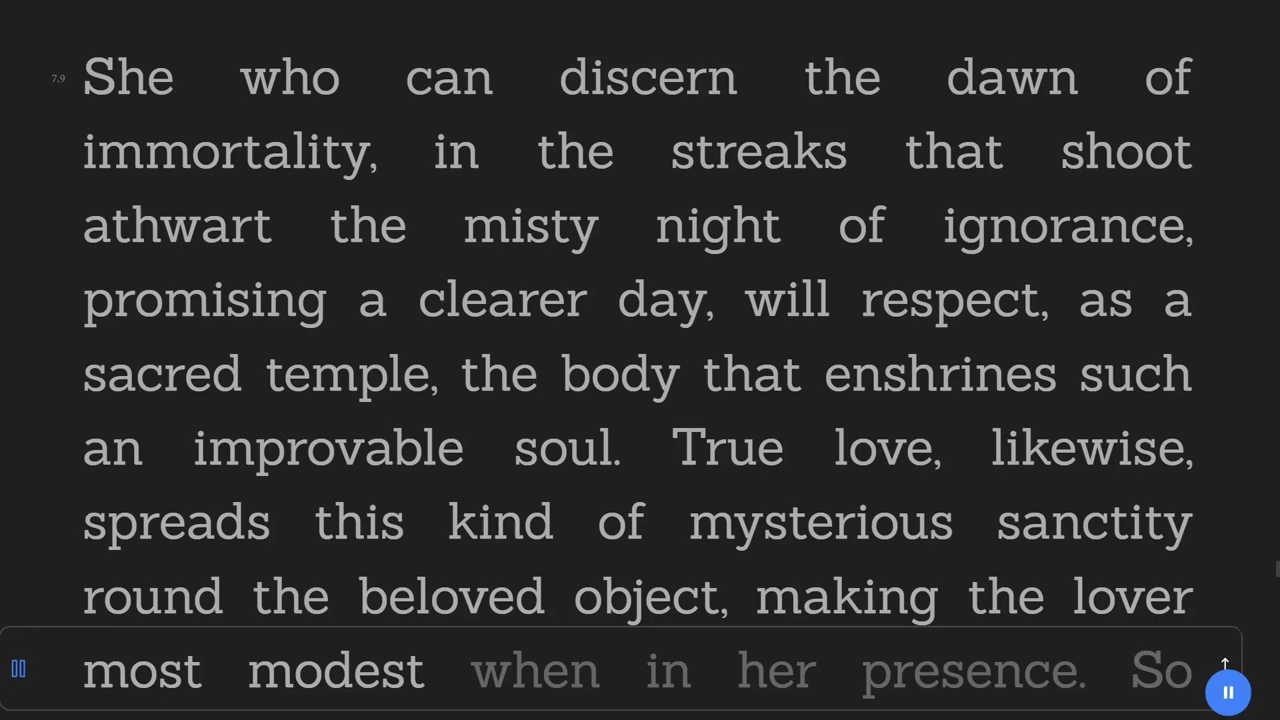 7.9 She who can discern the dawn of
immortality, in the streaks that shoot
athwart the misty night of ignorance,
promising a clearer day, will respect, as a
sacred temple, the body that enshrines such
an improvable soul. True love, likewise,
spreads this kind of mysterious sanctity
round the beloved object, making the lover
most modest when in her presence. So